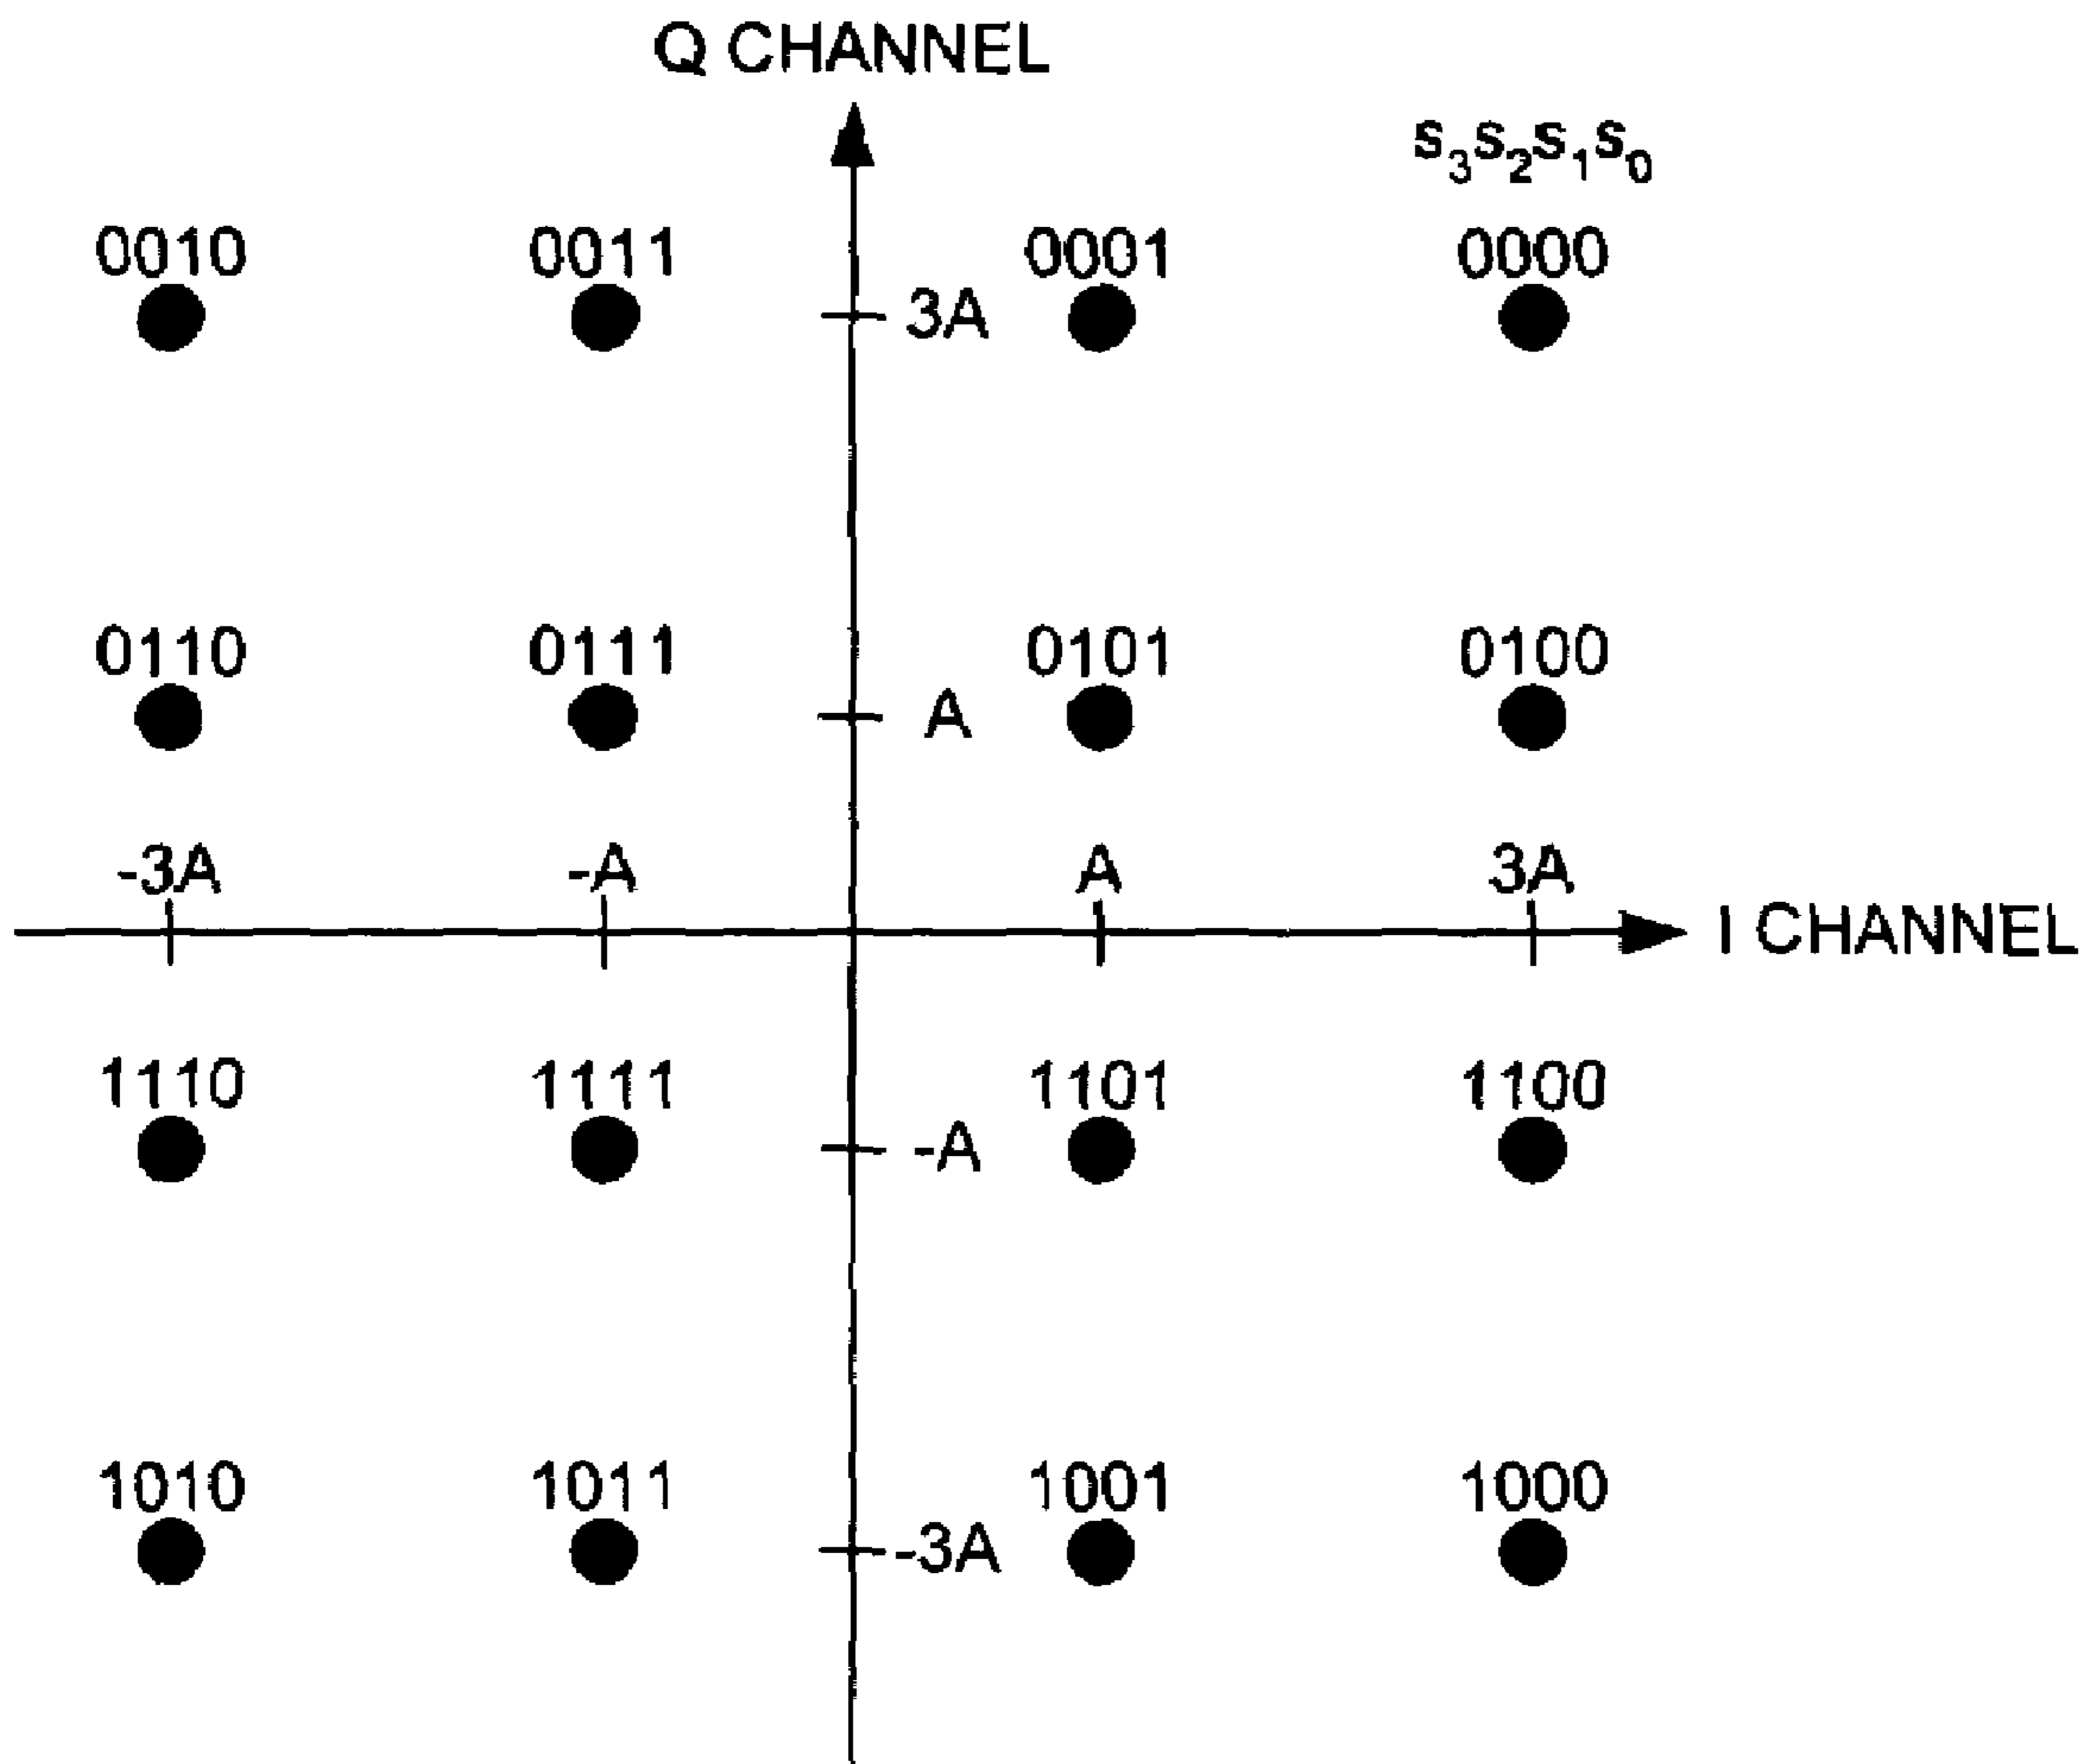 Q CHANNEL
s₃s₂s₁s₀
0010 0011 0001 0000
3A
0110 0111 0101 0100
A
-3A -A A 3A
I CHANNEL
1110 1111 1101 1100
-A
1010 1011 1001 1000
-3A